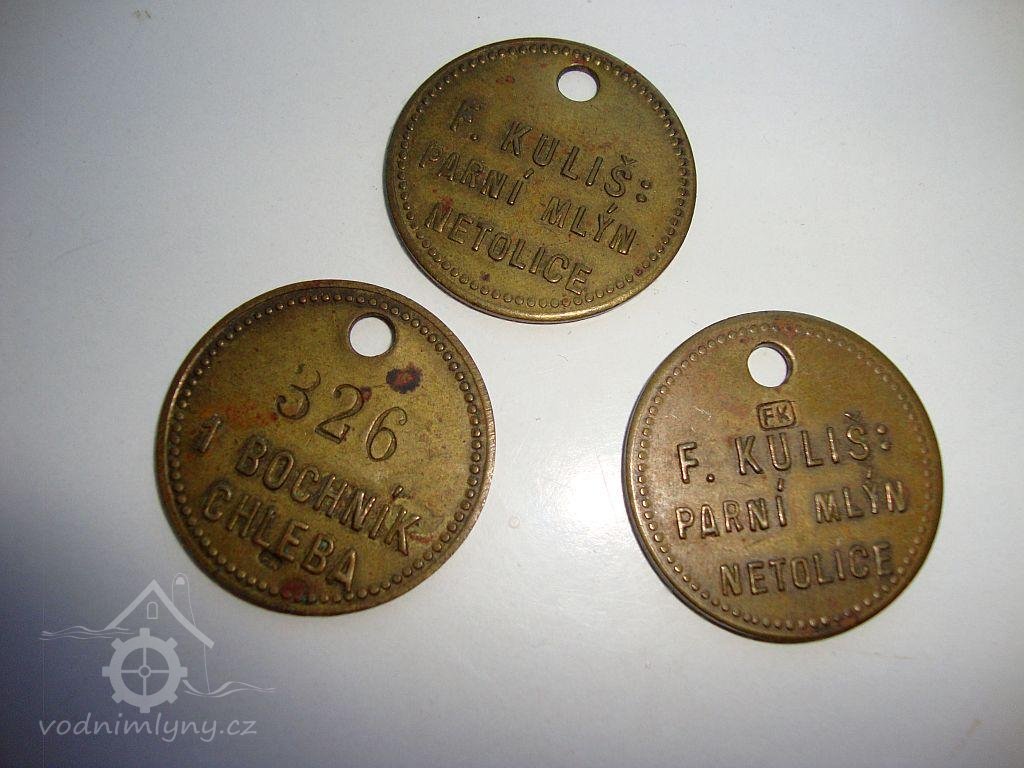 F. KULIŠ:
PARNÍ MLÝN
NETOLICE
326
1 BOCHNÍK
CHLEBA
FK
F. KULIŠ:
PARNÍ MLÝN
NETOLICE
vodnimlyny.cz